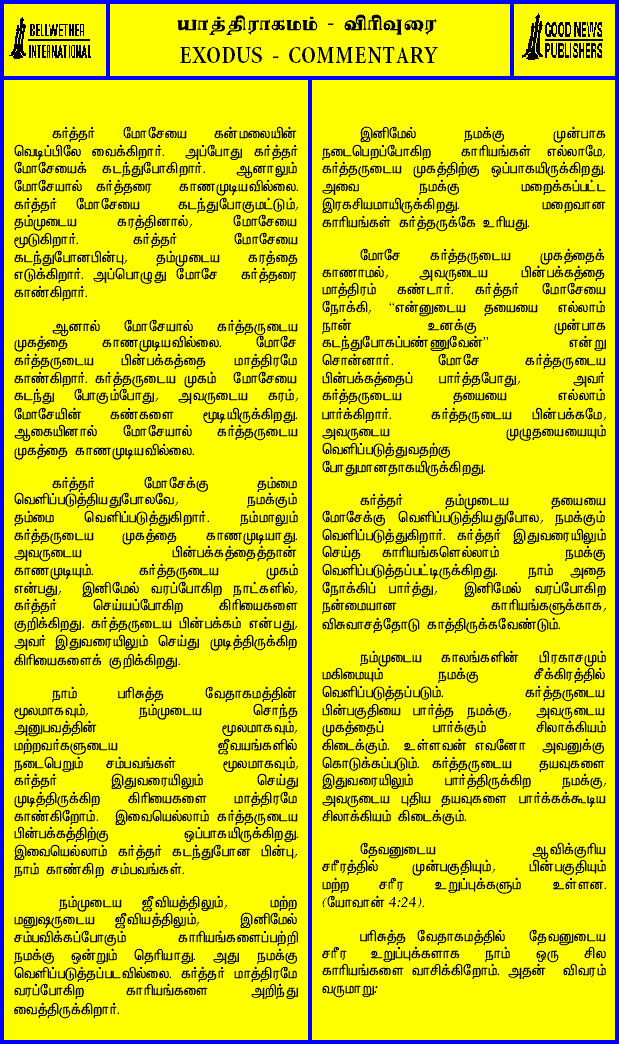 BELLWETHER
INTERNATIONAL
யாத்திராகமம் - விரிவுரை
EXODUS - COMMENTARY
GOOD NEWS
PUBLISHERS
கர்த்தர் மோசேயை கன்மலையின்
வெடிப்பிலே வைக்கிறார். அப்போது கர்த்தர்
மோசேயைக் கடந்துபோகிறார். ஆனாலும்
மோசேயால் கர்த்தரை காணமுடியவில்லை.
கர்த்தர் மோசேயை கடந்துபோகுமட்டும்,
தம்முடைய கரத்தினால், மோசேயை
மூடுகிறார். கர்த்தர் மோசேயை
கடந்துபோனபின்பு, தம்முடைய கரத்தை
எடுக்கிறார். அப்பொழுது மோசே கர்த்தரை
காண்கிறார்.
ஆனால் மோசேயால் கர்த்தருடைய
முகத்தை காணமுடியவில்லை. மோசே
கர்த்தருடைய பின்பக்கத்தை மாத்திரமே
காண்கிறார். கர்த்தருடைய முகம் மோசேயை
கடந்து போகும்போது, அவருடைய கரம்,
மோசேயின் கண்களை மூடியிருக்கிறது.
ஆகையினால் மோசேயால் கர்த்தருடைய
முகத்தை காணமுடியவில்லை.
கர்த்தர் மோசேக்கு தம்மை
வெளிப்படுத்தியதுபோலவே, நமக்கும்
தம்மை வெளிப்படுத்துகிறார். நம்மாலும்
கர்த்தருடைய முகத்தை காணமுடியாது.
அவருடைய பின்பக்கத்தைத்தான்
காணமுடியும். கர்த்தருடைய முகம்
என்பது, இனிமேல் வரப்போகிற நாட்களில்,
கர்த்தர் செய்யப்போகிற கிரியைகளை
குறிக்கிறது. கர்த்தருடைய பின்பக்கம் என்பது,
அவர் இதுவரையிலும் செய்து முடித்திருக்கிற
கிரியைகளைக் குறிக்கிறது.
நாம் பரிசுத்த வேதாகமத்தின்
மூலமாகவும், நம்முடைய சொந்த
அனுபவத்தின் மூலமாகவும்,
மற்றவர்களுடைய ஜீவயங்களில்
நடைபெறும் சம்பவங்கள் மூலமாகவும்,
கர்த்தர் இதுவரையிலும் செய்து
முடித்திருக்கிற கிரியைகளை மாத்திரமே
காண்கிறோம். இவையெல்லாம் கர்த்தருடைய
பின்பக்கத்திற்கு ஒப்பாகயிருக்கிறது.
இவையெல்லாம் கர்த்தர் கடந்துபோன பின்பு,
நாம் காண்கிற சம்பவங்கள்.
நம்முடைய ஜீவியத்திலும், மற்ற
மனுஷருடைய ஜீவியத்திலும், இனிமேல்
சம்பவிக்கப்போகும் காரியங்களைப்பற்றி
நமக்கு ஒன்றும் தெரியாது. அது நமக்கு
வெளிப்படுத்தப்படவில்லை. கர்த்தர் மாத்திரமே
வரப்போகிற காரியங்களை அறிந்து
வைத்திருக்கிறார்.
இனிமேல் நமக்கு முன்பாக
நடைபெறப்போகிற காரியங்கள் எல்லாமே,
கர்த்தருடைய முகத்திற்கு ஒப்பாகயிருக்கிறது.
அவை நமக்கு மறைக்கப்பட்ட
இரகசியமாயிருக்கிறது. மறைவான
காரியங்கள் கர்த்தருக்கே உரியது.
மோசே கர்த்தருடைய முகத்தைக்
காணாமல், அவருடைய பின்பக்கத்தை
மாத்திரம் கண்டார். கர்த்தர் மோசேயை
நோக்கி, “என்னுடைய தயையை எல்லாம்
நான் உனக்கு முன்பாக
கடந்துபோகப்பண்ணுவேன்” என்று
சொன்னார். மோசே கர்த்தருடைய
பின்பக்கத்தைப் பார்த்தபோது, அவர்
கர்த்தருடைய தயையை எல்லாம்
பார்க்கிறார். கர்த்தருடைய பின்பக்கமே,
அவருடைய முழுதயையையும்
வெளிப்படுத்துவதற்கு
போதுமானதாகயிருக்கிறது.
கர்த்தர் தம்முடைய தயையை
மோசேக்கு வெளிப்படுத்தியதுபோல, நமக்கும்
வெளிப்படுத்துகிறார். கர்த்தர் இதுவரையிலும்
செய்த காரியங்களெல்லாம் நமக்கு
வெளிப்படுத்தப்பட்டிருக்கிறது. நாம் அதை
நோக்கிப் பார்த்து, இனிமேல் வரப்போகிற
நன்மையான காரியங்களுக்காக,
விசுவாசத்தோடு காத்திருக்கவேண்டும்.
நம்முடைய காலங்களின் பிரகாசமும்
மகிமையும் நமக்கு சீக்கிரத்தில்
வெளிப்படுத்தப்படும். கர்த்தருடைய
பின்பகுதியை பார்த்த நமக்கு, அவருடைய
முகத்தைப் பார்க்கும் சிலாக்கியம்
கிடைக்கும். உள்ளவன் எவனோ அவனுக்கு
கொடுக்கப்படும். கர்த்தருடைய தயவுகளை
இதுவரையிலும் பார்த்திருக்கிற நமக்கு,
அவருடைய புதிய தயவுகளை பார்க்கக்கூடிய
சிலாக்கியம் கிடைக்கும்.
தேவனுடைய ஆவிக்குரிய
சரீரத்தில் முன்பகுதியும், பின்பகுதியும்
மற்ற சரீர உறுப்புக்களும் உள்ளன.
(யோவான் 4:24).
பரிசுத்த வேதாகமத்தில் தேவனுடைய
சரீர உறுப்புக்களாக நாம் ஒரு சில
காரியங்களை வாசிக்கிறோம். அதன் விவரம்
வருமாறு: